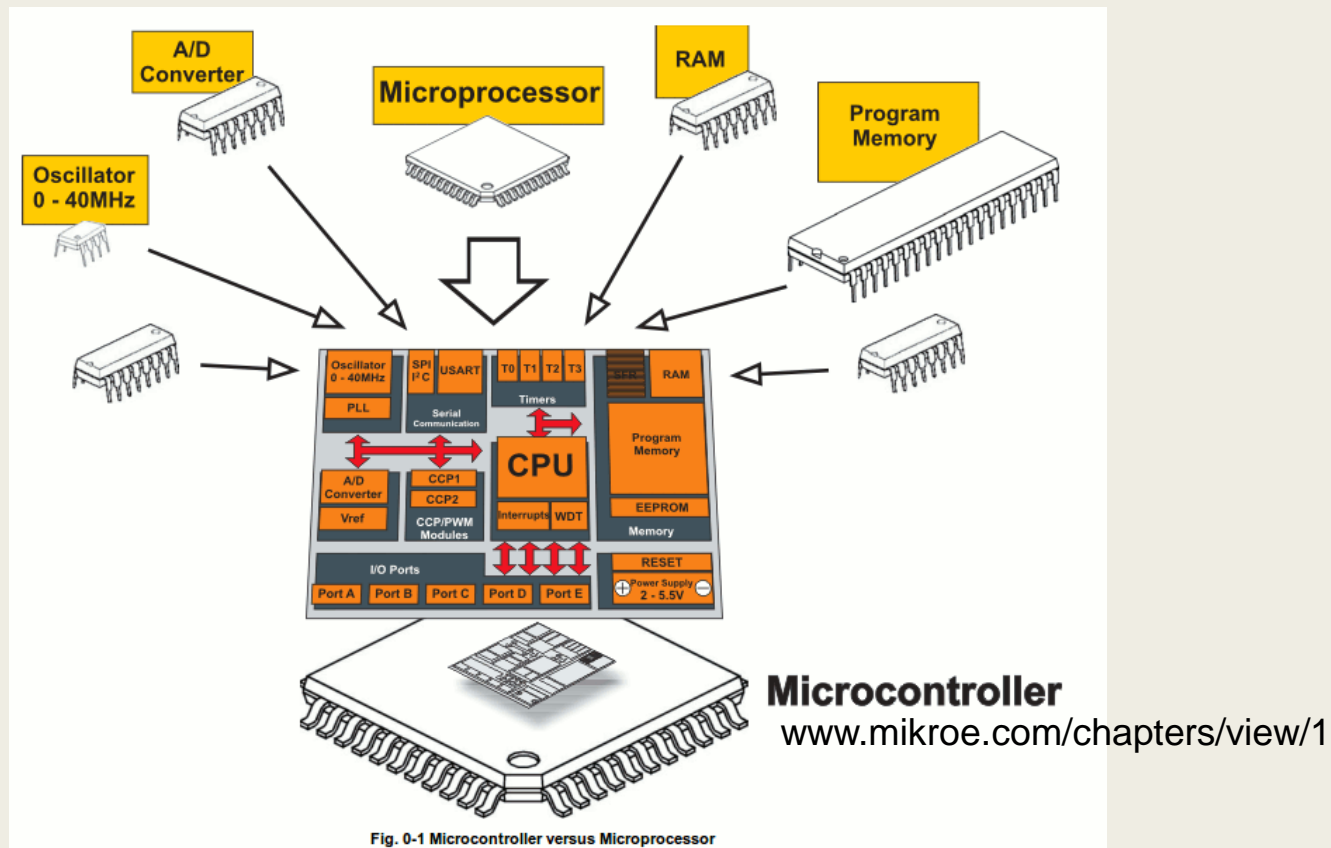 A/D
Converter
Microprocessor
RAM
Program
Memory
Oscillator
0 - 40MHz
Oscillator
0 - 40MHz
PLL
SPI
I²C
USART
Serial
Communication
T0 T1 T2 T3
Timers
SFR
RAM
Program
Memory
EEPROM
Memory
CPU
Interrupts
WDT
A/D
Converter
Vref
CCP1
CCP2
CCP/PWM
Modules
I/O Ports
Port A Port B Port C Port D Port E
RESET
+ Power Supply -
2 - 5.5V
Microcontroller
www.mikroe.com/chapters/view/1
Fig. 0-1 Microcontroller versus Microprocessor